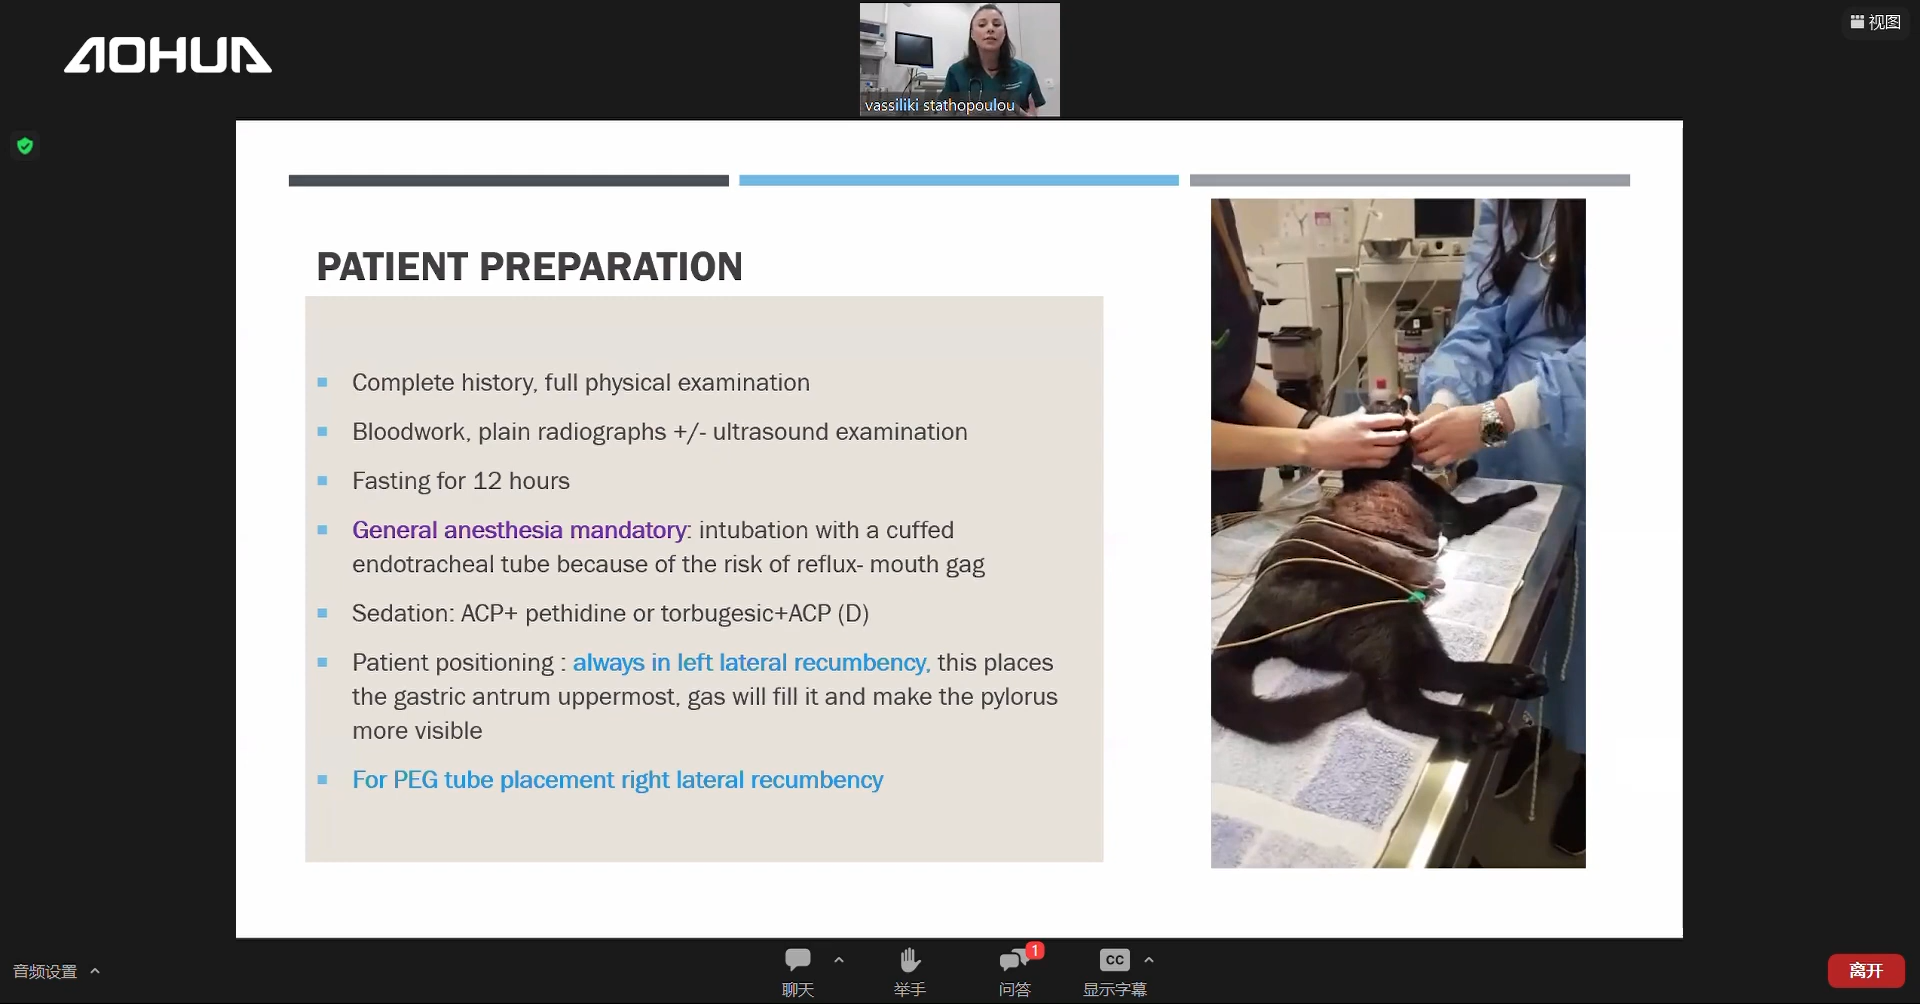 AOHUA
视图
vassiliki stathopoulou
PATIENT PREPARATION
Complete history, full physical examination
Bloodwork, plain radiographs +/- ultrasound examination
Fasting for 12 hours
General anesthesia mandatory: intubation with a cuffed
endotracheal tube because of the risk of reflux- mouth gag
Sedation: ACP+ pethidine or torbugesic+ACP (D)
Patient positioning : always in left lateral recumbency, this places
the gastric antrum uppermost, gas will fill it and make the pylorus
more visible
For PEG tube placement right lateral recumbency
音频设置
聊天
举手
1
问答
CC
显示字幕
离开